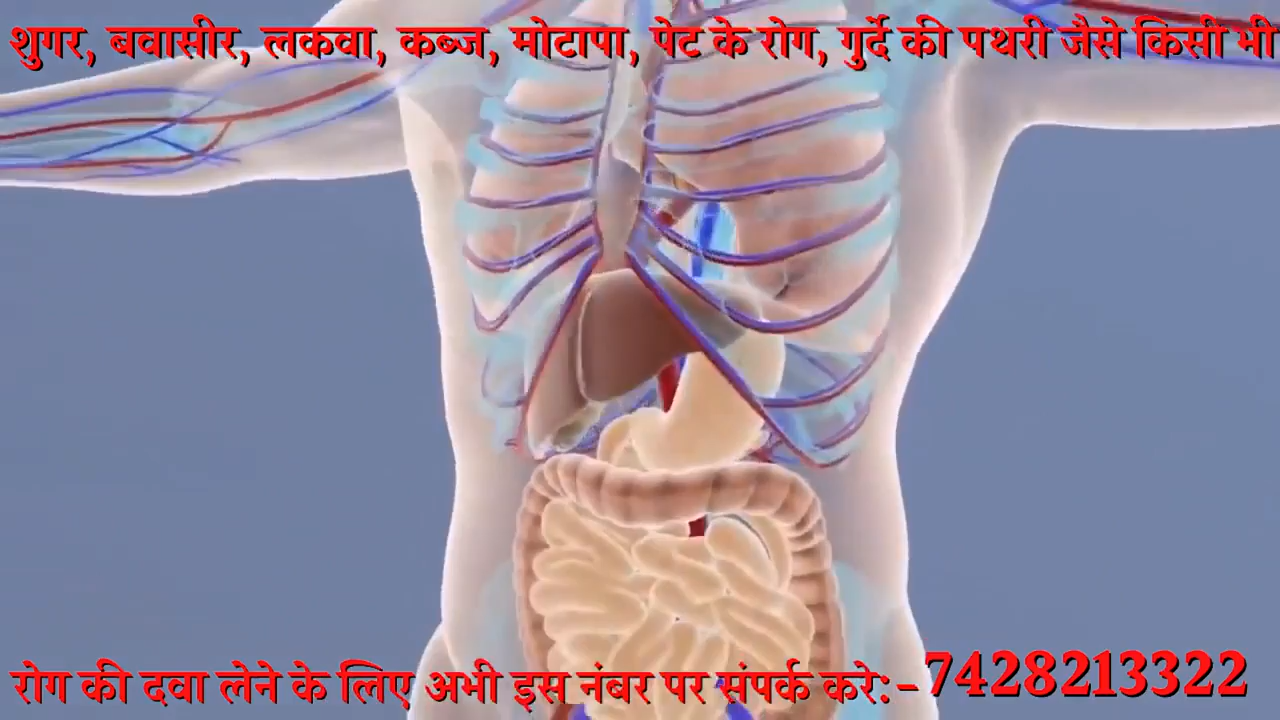 शुगर, बवासीर, लकवा, कब्ज, मोटापा, पेट के रोग, गुर्दे की पथरी जैसे किसी भी
रोग की दवा लेने के लिए अभी इस नंबर पर संपर्क करे:-7428213322